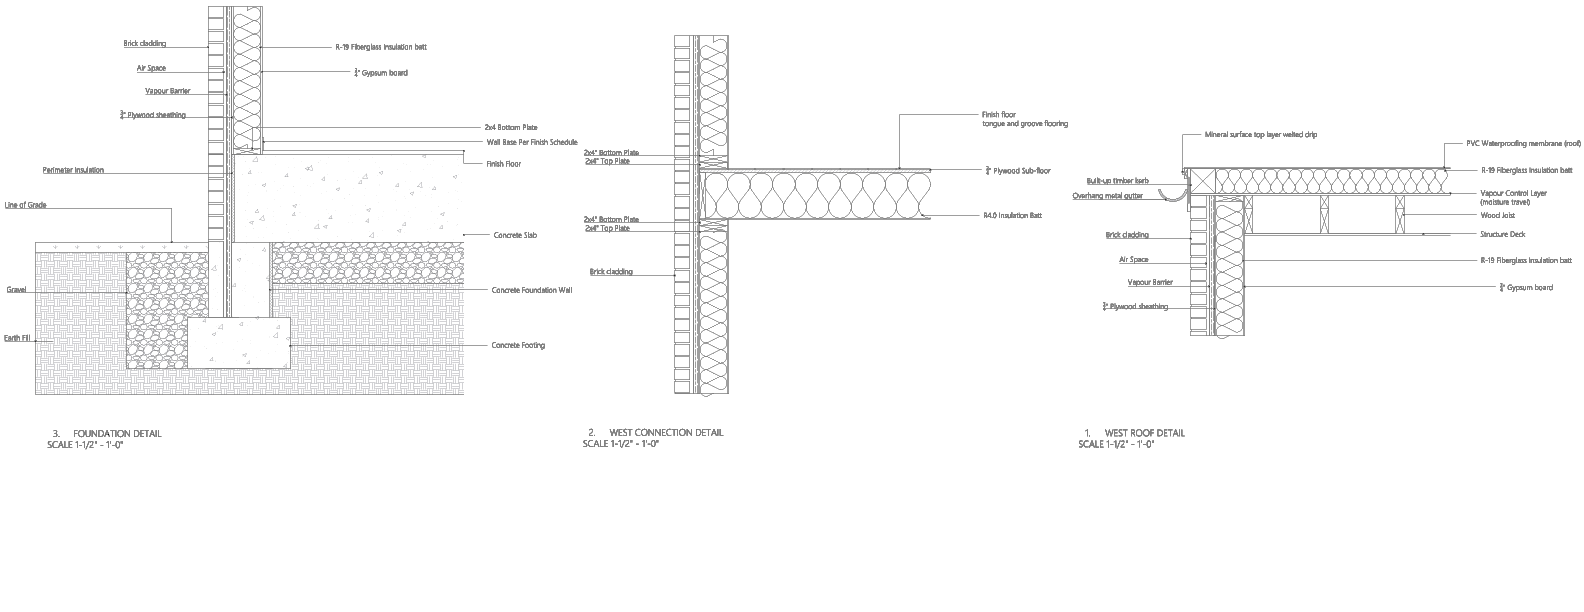 Brick cladding
Air Space
Vapour Barrier
¾" Plywood sheathing
Perimeter Insulation
Line of Grade
Gravel
Earth Fill
R-19 Fiberglass insulation batt
¾" Gypsum board
2x4 Bottom Plate
Wall Base Per Finish Schedule
Finish Floor
Concrete Slab
Concrete Foundation Wall
Concrete Footing
3. FOUNDATION DETAIL
SCALE 1-1/2" - 1'-0"
2x4" Bottom Plate
2x4" Top Plate
2x4" Bottom Plate
2x4" Top Plate
Brick cladding
Finish floor
tongue and groove flooring
¾" Plywood Sub-floor
R4.0 Insulation Batt
2. WEST CONNECTION DETAIL
SCALE 1-1/2" - 1'-0"
Mineral surface top layer welted drip
Built-up timber kerb
Overhang metal gutter
Brick cladding
Air Space
Vapour Barrier
¾" Plywood sheathing
PVC Waterproofing membrane (roof)
R-19 Fiberglass insulation batt
Vapour Control Layer
(moisture travel)
Wood Joist
Structure Deck
R-19 Fiberglass insulation batt
¾" Gypsum board
1. WEST ROOF DETAIL
SCALE 1-1/2" - 1'-0"